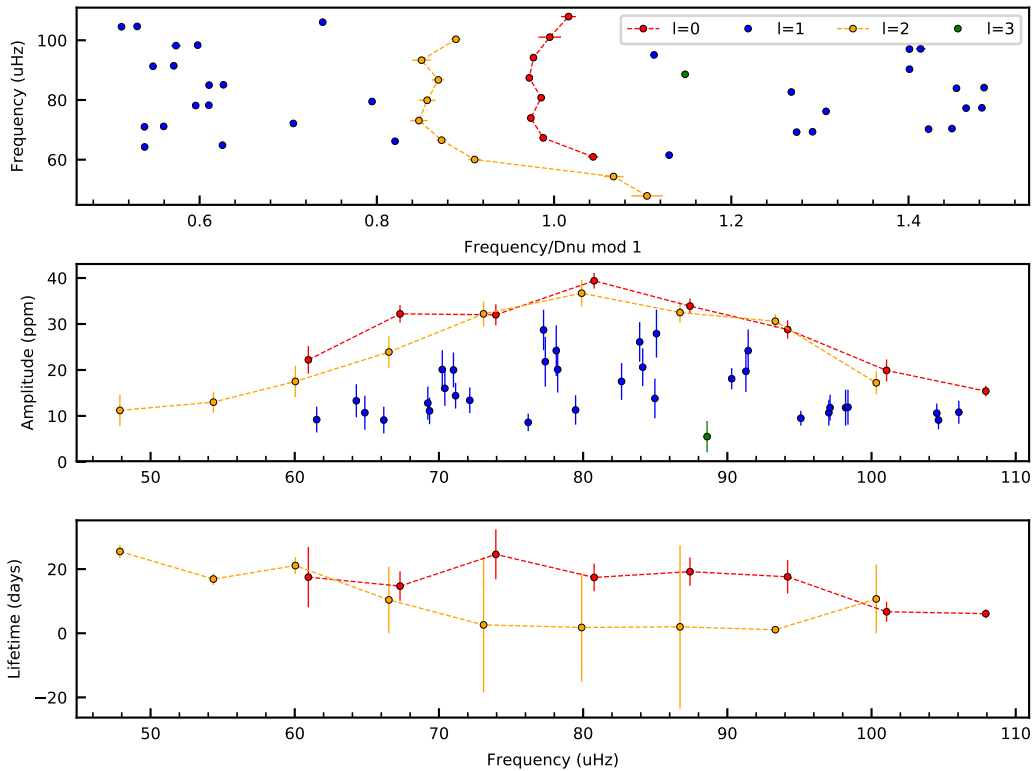 l=0 l=1 l=2 l=3
Frequency (uHz)
100
80
60
0.6 0.8 1.0 1.2 1.4
Frequency/Dnu mod 1
Amplitude (ppm)
40
30
20
10
0
50 60 70 80 90 100 110
Lifetime (days)
20
0
−20
50 60 70 80 90 100 110
Frequency (uHz)